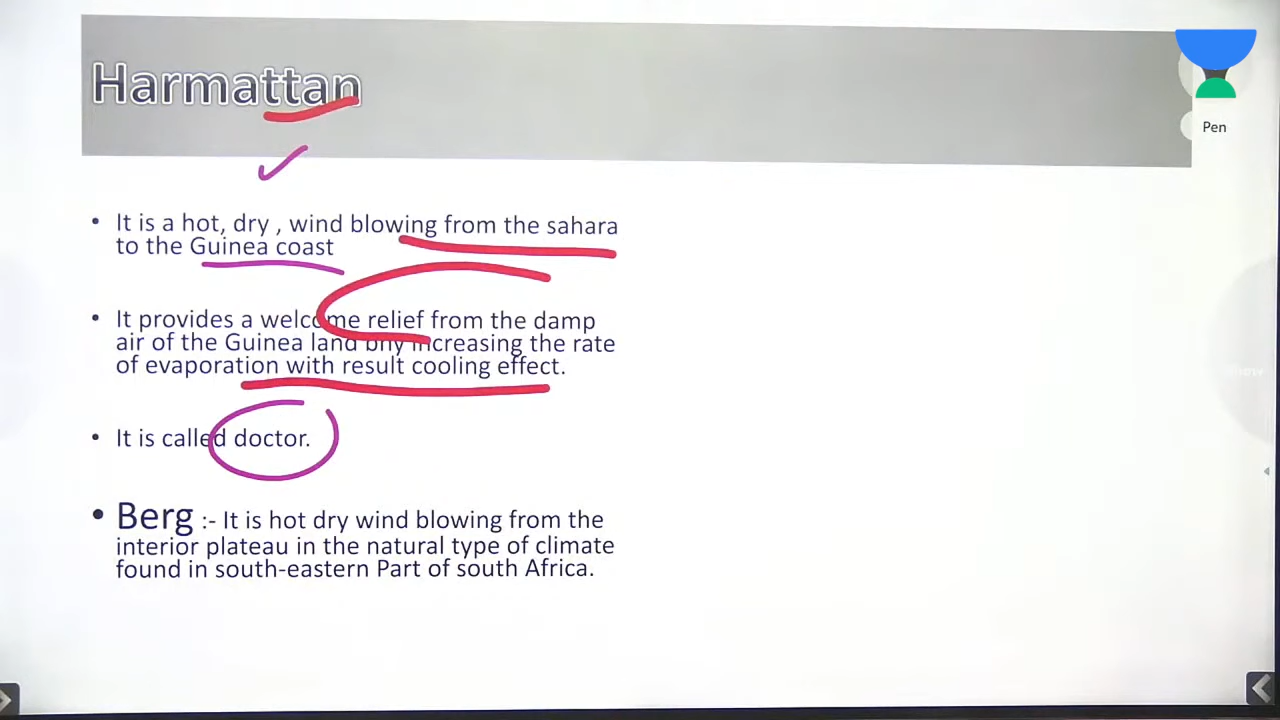 Harmattan
Pen
• It is a hot, dry , wind blowing from the sahara
to the Guinea coast
• It provides a welcome relief from the damp
air of the Guinea land bhy increasing the rate
of evaporation with result cooling effect.
Show
• It is called doctor.
• Berg :- It is hot dry wind blowing from the
interior plateau in the natural type of climate
found in south-eastern Part of south Africa.